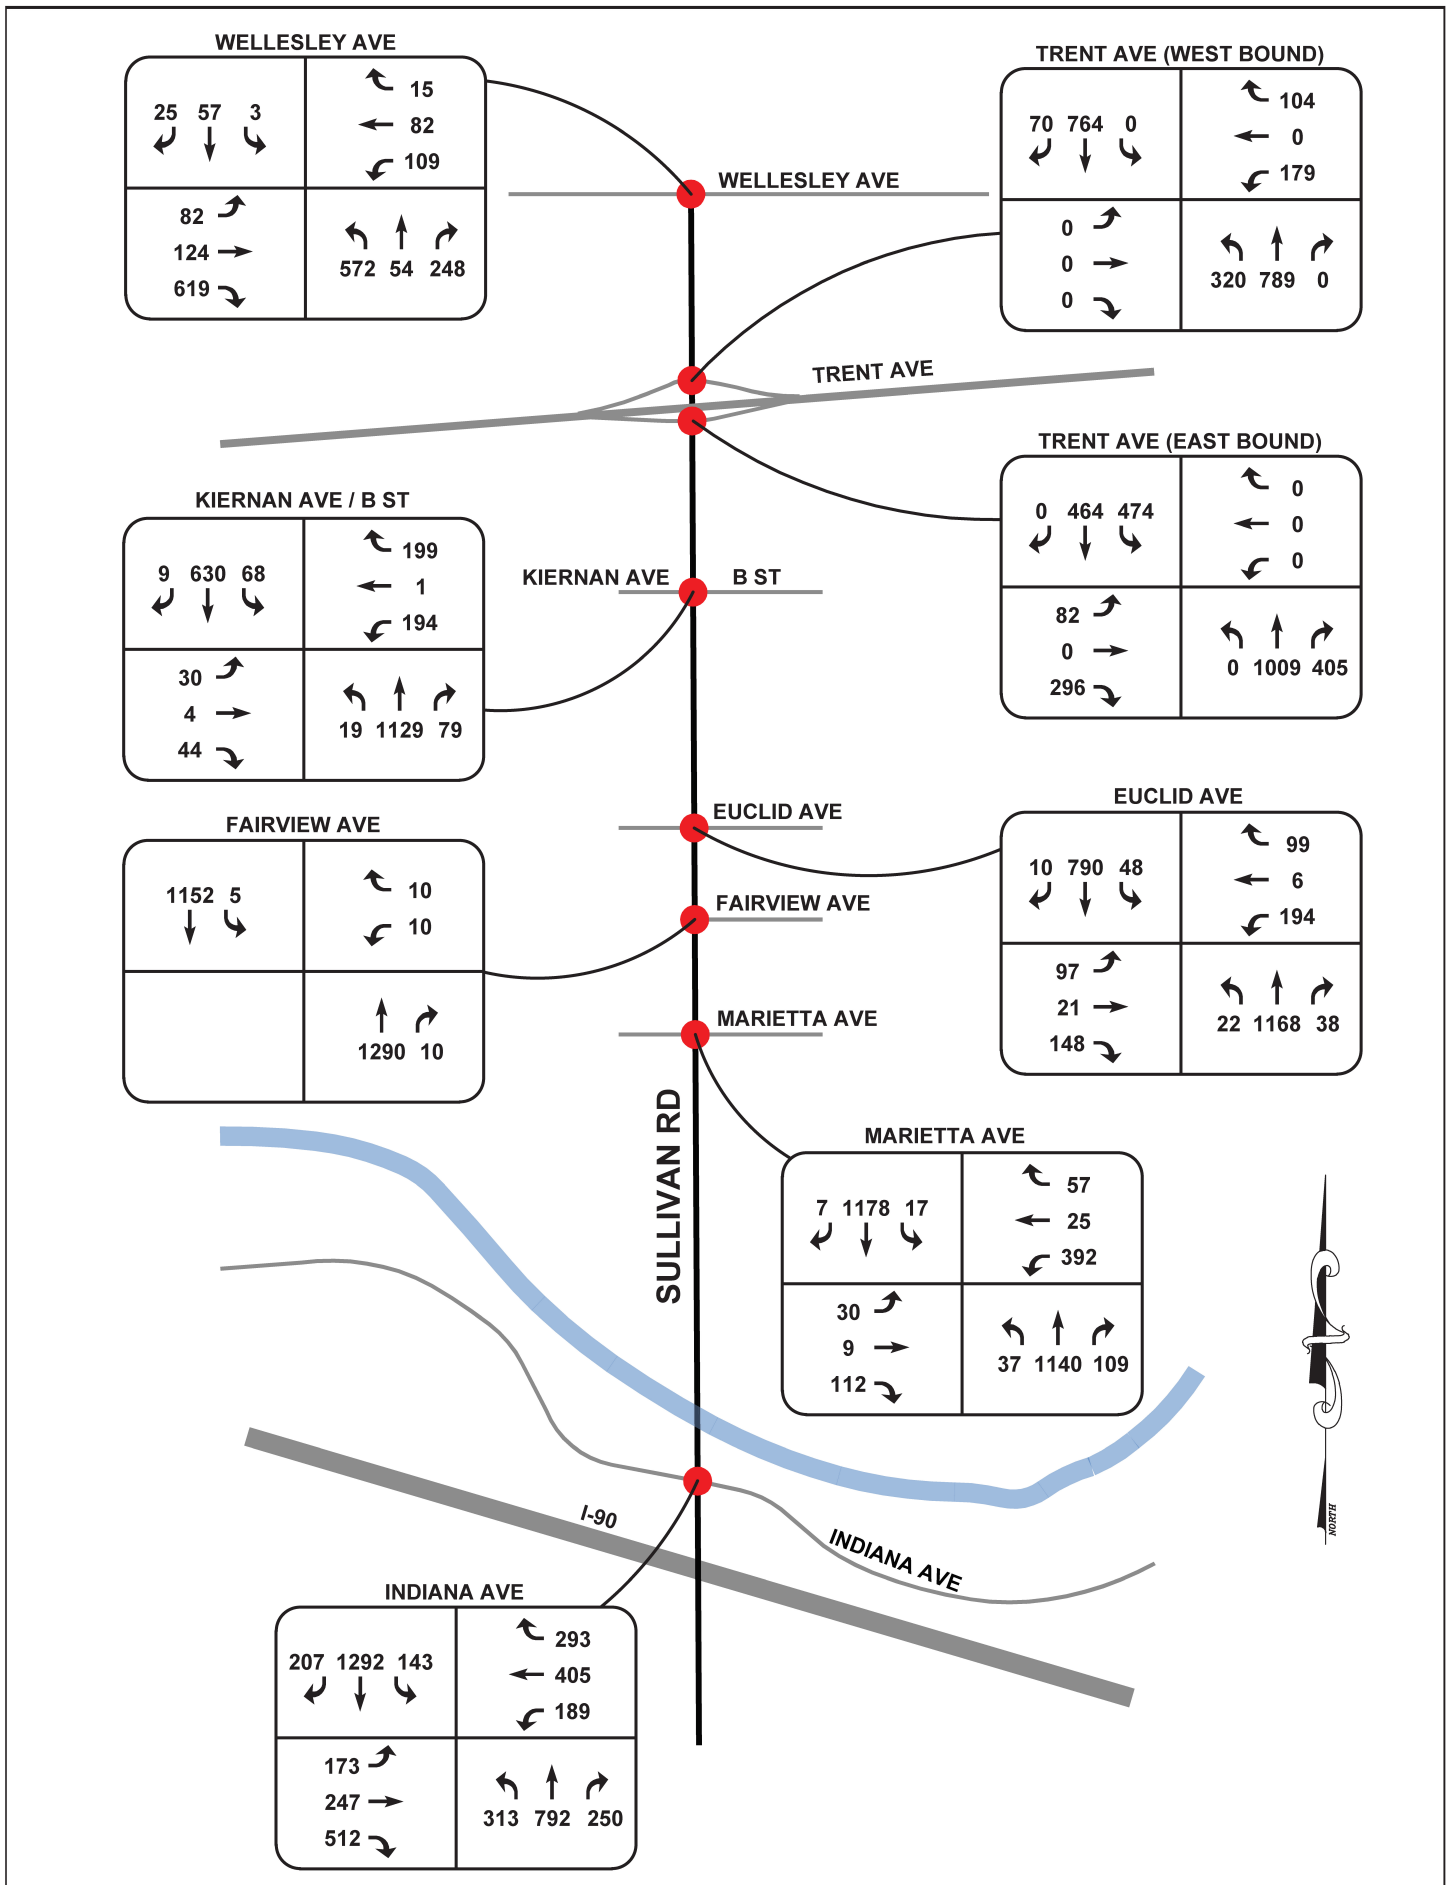 WELLESLEY AVE
25 57 3
15
82
109
82
124
619
572 54 248
TRENT AVE (WEST BOUND)
70 764 0
104
0
179
0
0
0
320 789 0
WELLESLEY AVE
TRENT AVE
TRENT AVE (EAST BOUND)
0 464 474
0
0
0
82
0
296
0 1009 405
KIERNAN AVE / B ST
9 630 68
199
1
194
30
4
44
19 1129 79
KIERNAN AVE B ST
EUCLID AVE
10 790 48
99
6
194
97
21
148
22 1168 38
EUCLID AVE
FAIRVIEW AVE
1152 5
10
10
1290 10
FAIRVIEW AVE
MARIETTA AVE
SULLIVAN RD
MARIETTA AVE
7 1178 17
57
25
392
30
9
112
37 1140 109
NORTH
I-90
INDIANA AVE
INDIANA AVE
207 1292 143
293
405
189
173
247
512
313 792 250